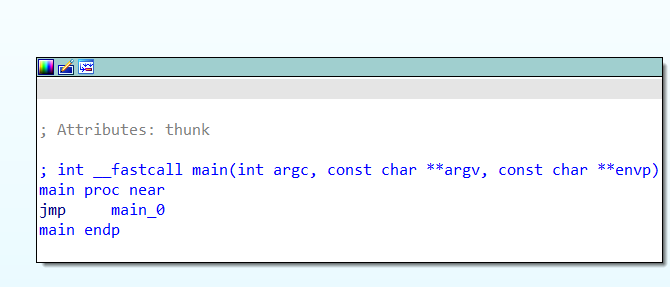 ; Attributes: thunk
; int __fastcall main(int argc, const char **argv, const char **envp)
main proc near
jmp     main_0
main endp